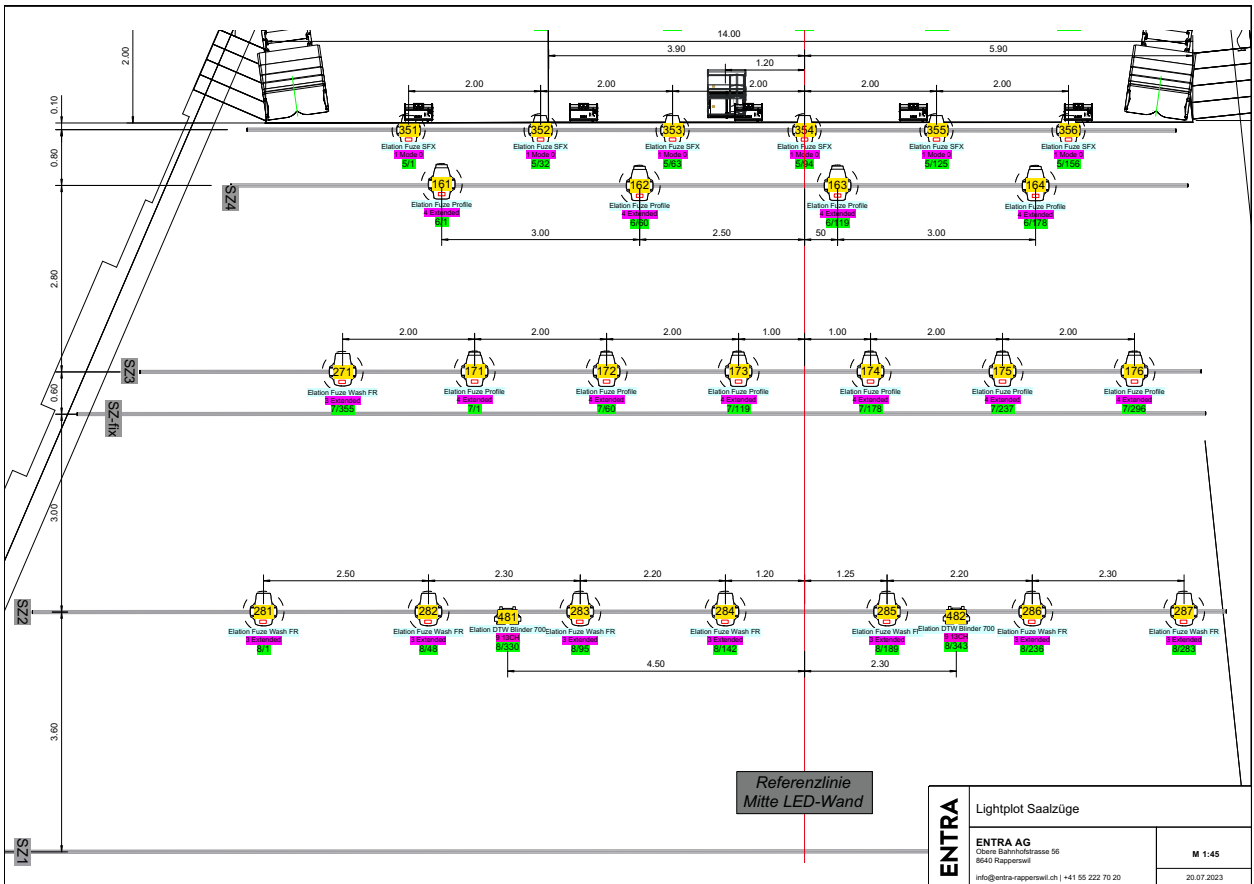 14.00
3.90
5.90
1.20
2.00
2.00
2.00
2.00
2.00
2.00
0.10
351
352
353
354
355
356
Elation Fuze SFX
Elation Fuze SFX
Elation Fuze SFX
Elation Fuze SFX
Elation Fuze SFX
Elation Fuze SFX
1 Mode 0
1 Mode 0
1 Mode 0
1 Mode 0
1 Mode 0
1 Mode 0
5/1
5/32
5/63
5/94
5/125
5/156
0.80
SZ4
161
162
163
164
Elation Fuze Profile
Elation Fuze Profile
Elation Fuze Profile
Elation Fuze Profile
4 Extended
4 Extended
4 Extended
4 Extended
6/1
6/60
6/119
6/178
3.00
2.50
50
3.00
2.80
2.00
2.00
2.00
1.00
1.00
2.00
2.00
SZ3
271
171
172
173
174
175
176
Elation Fuze Wash FR
Elation Fuze Profile
Elation Fuze Profile
Elation Fuze Profile
Elation Fuze Profile
Elation Fuze Profile
Elation Fuze Profile
3 Extended
4 Extended
4 Extended
4 Extended
4 Extended
4 Extended
4 Extended
7/355
7/1
7/60
7/119
7/178
7/237
7/296
0.60
SZ-fix
3.00
2.50
2.30
2.20
1.20
1.25
2.20
2.30
SZ2
281
282
481
283
284
285
482
286
287
Elation Fuze Wash FR
Elation Fuze Wash FR
Elation DTW Blinder 700
Elation Fuze Wash FR
Elation Fuze Wash FR
Elation Fuze Wash F
Elation DTW Blinder 700
Elation Fuze Wash FR
Elation Fuze Wash FR
3 Extended
3 Extended
9 13CH
3 Extended
3 Extended
3 Extended
9 13CH
3 Extended
3 Extended
8/1
8/48
8/330
8/95
8/142
8/189
8/343
8/236
8/283
4.50
2.30
3.60
SZ1
Referenzlinie
Mitte LED-Wand
ENTRA
Lightplot Saalzüge
ENTRA AG
Obere Bahnhofstrasse 56
8640 Rapperswil
info@entra-rapperswil.ch | +41 55 222 70 20
M 1:45
20.07.2023